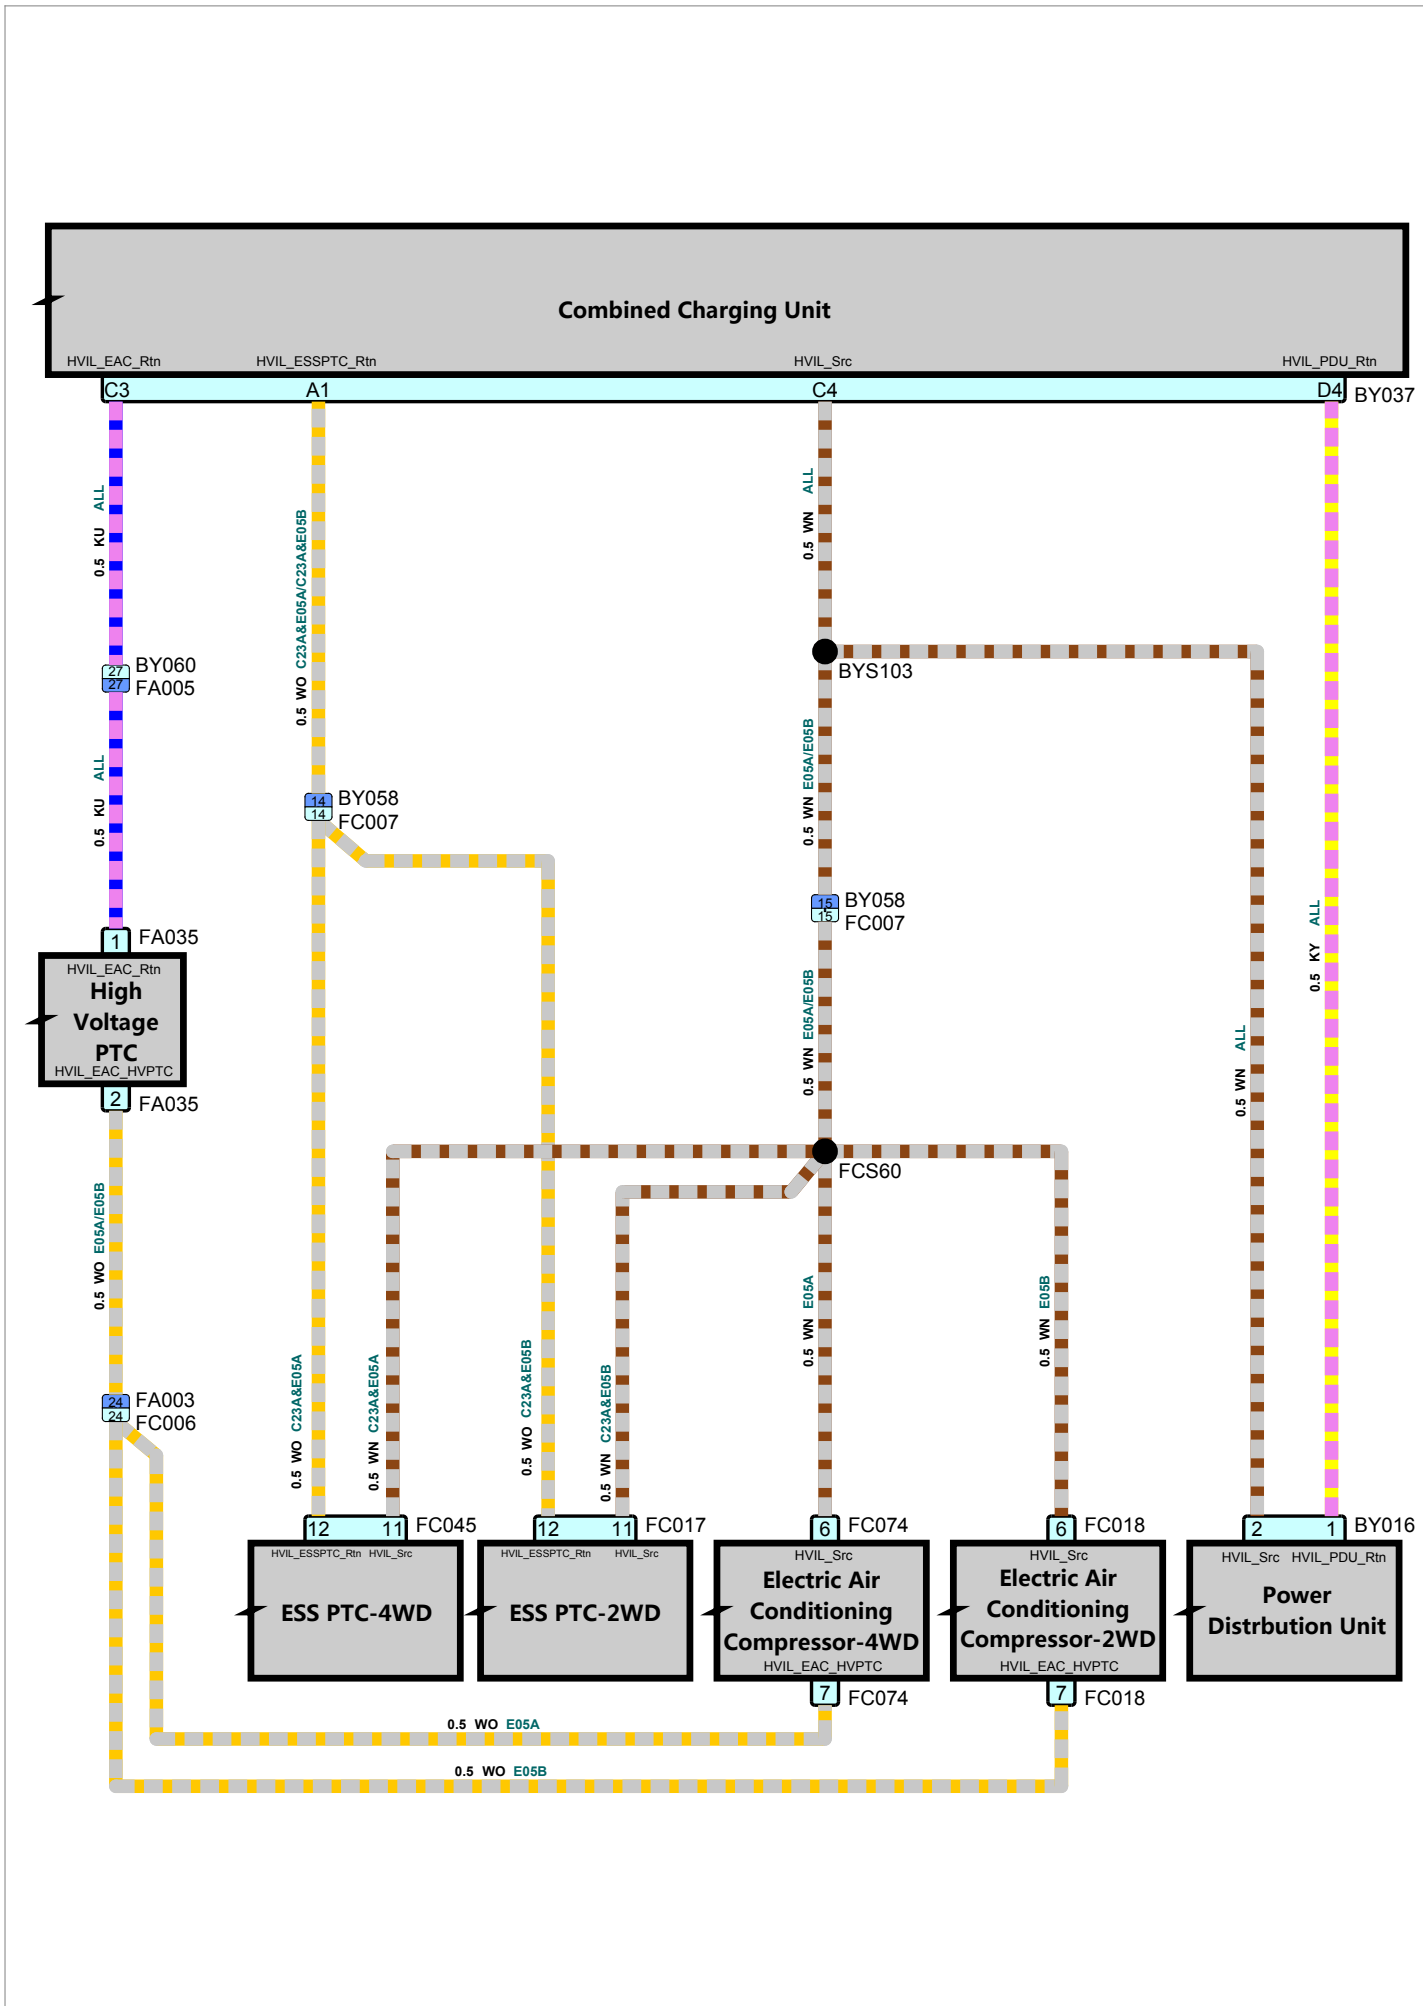 Combined Charging Unit
HVIL_EAC_Rtn
HVIL_ESSPTC_Rtn
HVIL_Src
HVIL_PDU_Rtn
C3
A1
C4
D4
BY037
0.5 KU ALL
0.5 WO C23A&E05A/C23A&E05B
0.5 WN ALL
27
BY060
27
FA005
BYS103
0.5 KU ALL
0.5 WN E05A/E05B
14
BY058
14
FC007
15
BY058
15
FC007
0.5 KY ALL
1
FA035
HVIL_EAC_Rtn
High
Voltage
PTC
HVIL_EAC_HVPTC
2
FA035
0.5 WN E05A/E05B
0.5 WN ALL
FCS60
0.5 WO E05A/E05B
0.5 WN E05A
0.5 WN E05B
24
FA003
24
FC006
0.5 WO C23A&E05A
0.5 WN C23A&E05A
0.5 WO C23A&E05B
0.5 WN C23A&E05B
12
11
FC045
12
11
FC017
6
FC074
6
FC018
2
1
BY016
HVIL_ESSPTC_Rtn HVIL_Src
ESS PTC-4WD
HVIL_ESSPTC_Rtn HVIL_Src
ESS PTC-2WD
HVIL_Src
Electric Air
Conditioning
Compressor-4WD
HVIL_EAC_HVPTC
HVIL_Src
Electric Air
Conditioning
Compressor-2WD
HVIL_EAC_HVPTC
HVIL_Src HVIL_PDU_Rtn
Power
Distrbution Unit
7
FC074
7
FC018
0.5 WO E05A
0.5 WO E05B